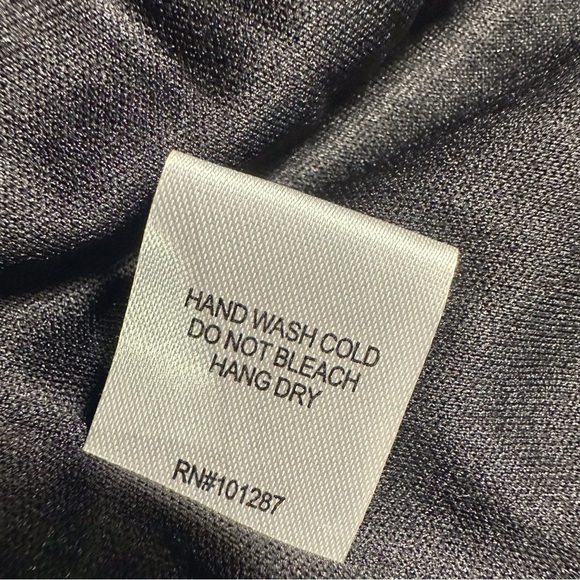 HAND WASH COLD
DO NOT BLEACH
HANG DRY
RN#101287